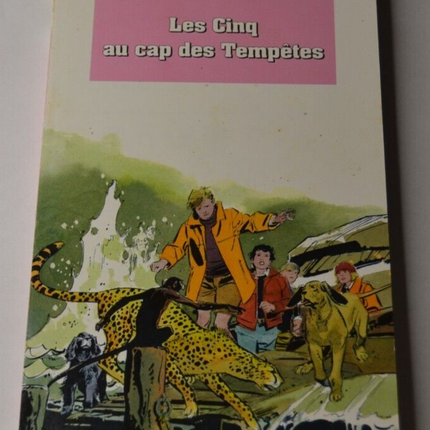 Les Cinq
au cap des Tempêtes